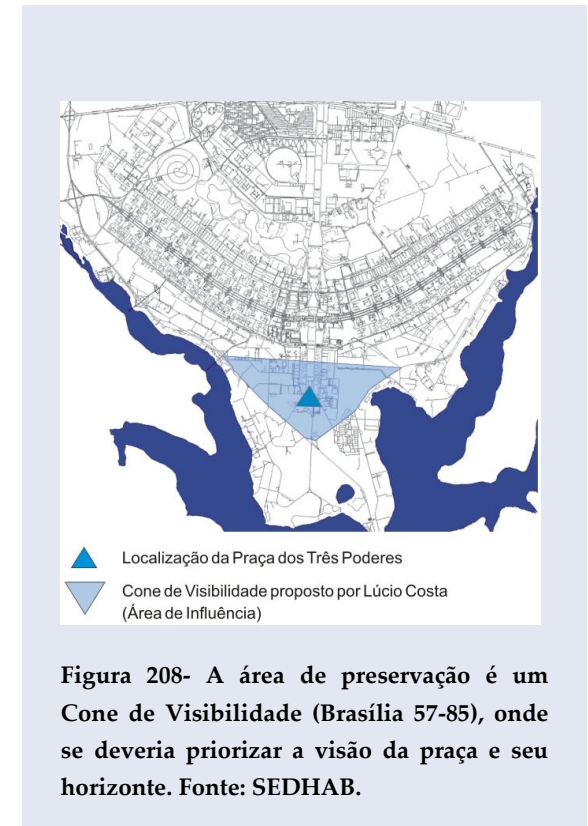 Localização da Praça dos Três Poderes
Cone de Visibilidade proposto por Lúcio Costa
(Área de Influência)
Figura 208- A área de preservação é um
Cone de Visibilidade (Brasília 57-85), onde
se deveria priorizar a visão da praça e seu
horizonte. Fonte: SEDHAB.